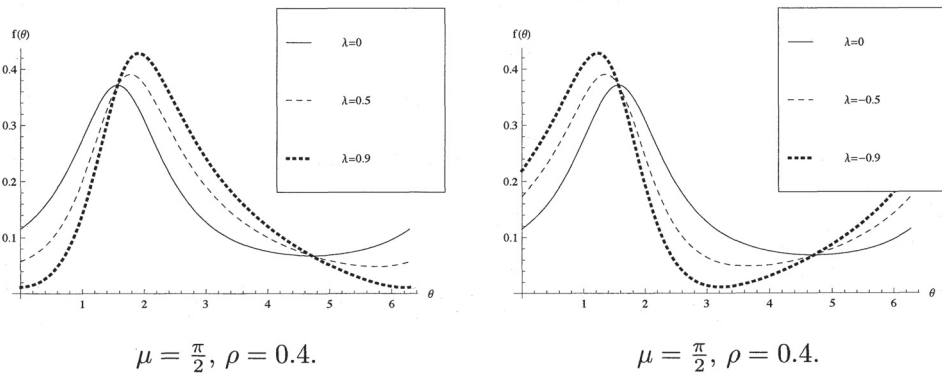 f(θ)
λ=0
λ=0.5
λ=0.9
0.4
0.3
0.2
0.1
1 2 3 4 5 6 θ
μ = π/2, ρ = 0.4.
f(θ)
λ=0
λ=−0.5
λ=−0.9
0.4
0.3
0.2
0.1
1 2 3 4 5 6 θ
μ = π/2, ρ = 0.4.